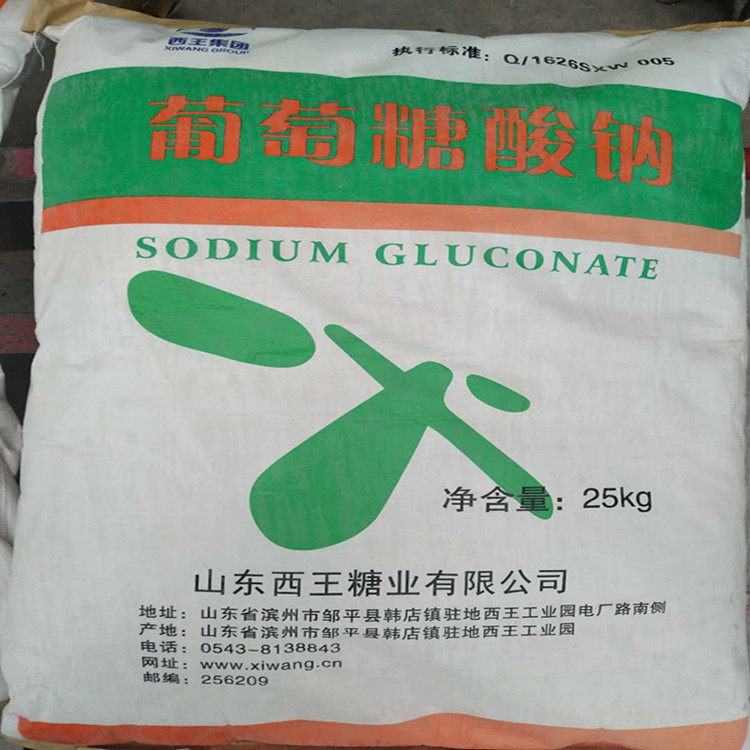 西王集团
XIWANG GROUP
执行标准：Q/1626SXW 005
葡萄糖酸钠
SODIUM GLUCONATE
净含量：25kg
山东西王糖业有限公司
地址：山东省滨州市邹平县韩店镇驻地西王工业园电厂路南侧
产地：山东省滨州市邹平县韩店镇驻地西王工业园
电话：0543-8138843
网址：www.xiwang.cn
邮编：256209